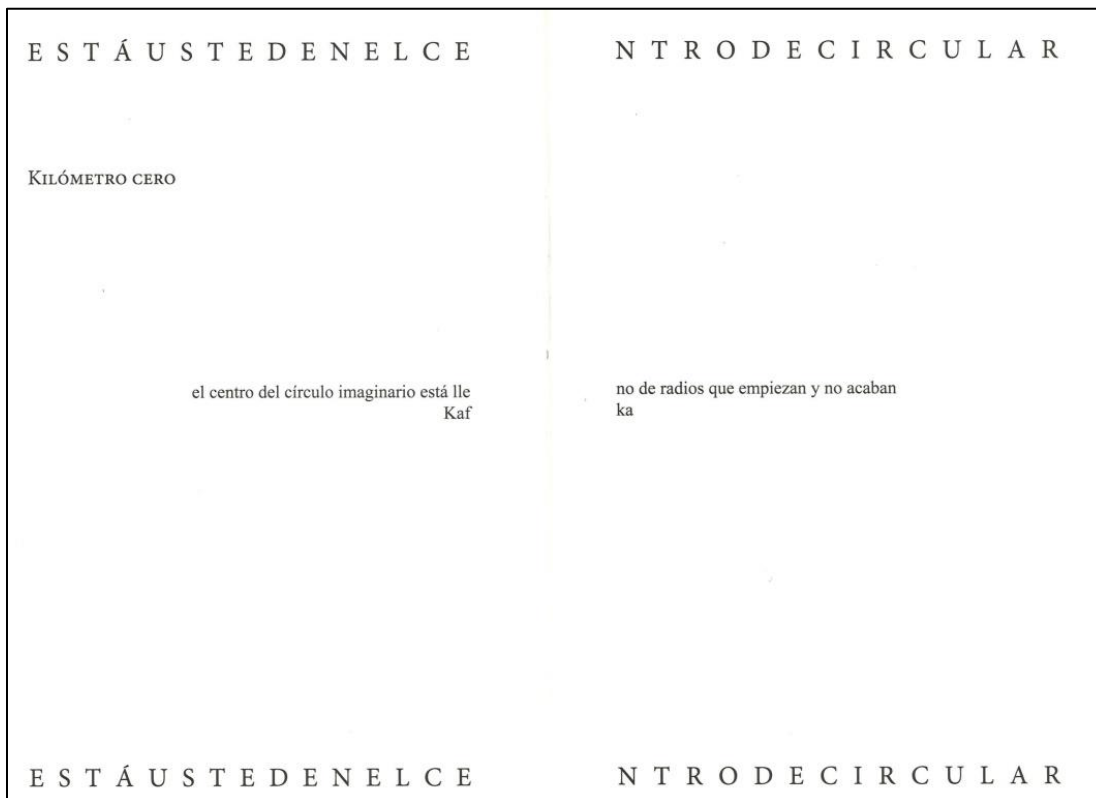 E S T Á U S T E D E N E L C E
N T R O D E C I R C U L A R
KILÓMETRO CERO
el centro del círculo imaginario está lle
no de radios que empiezan y no acaban
Kaf
ka
E S T Á U S T E D E N E L C E
N T R O D E C I R C U L A R